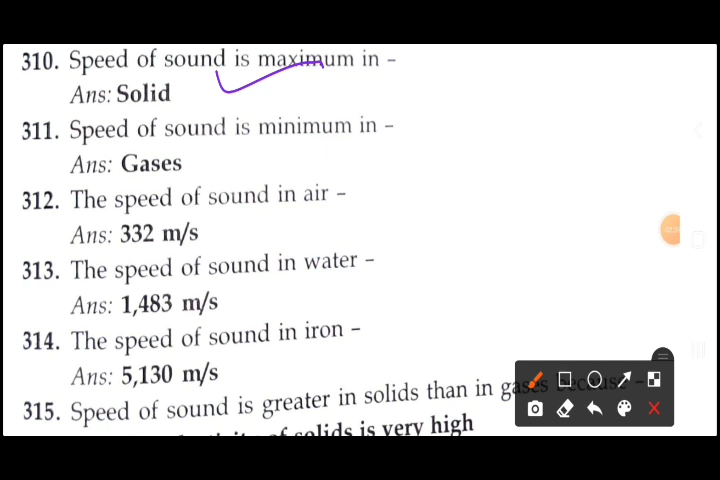 310. Speed of sound is maximum in –
Ans: Solid
311. Speed of sound is minimum in –
Ans: Gases
312. The speed of sound in air –
Ans: 332 m/s
313. The speed of sound in water –
Ans: 1,483 m/s
314. The speed of sound in iron –
Ans: 5,130 m/s
315. Speed of sound is greater in solids than in gases because –
of solids is very high